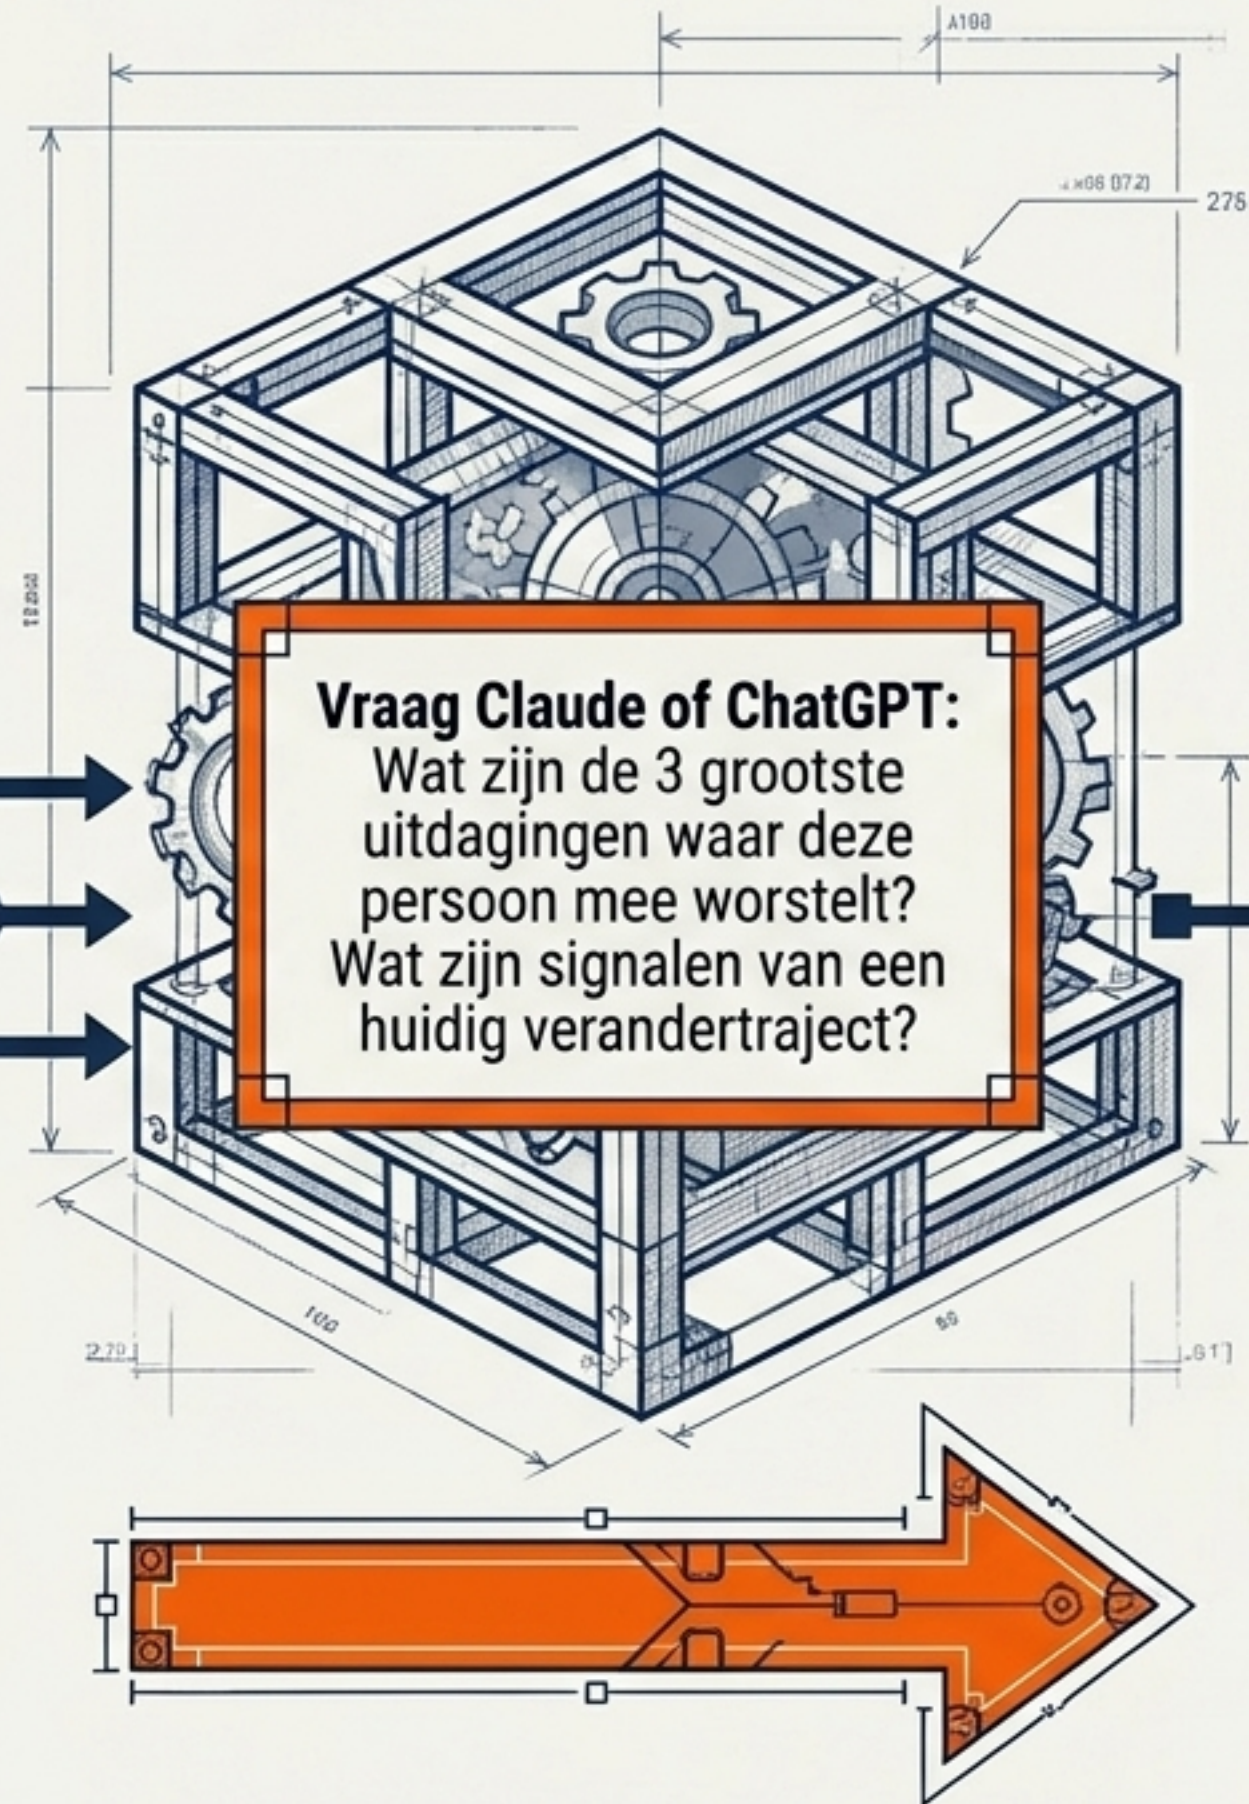 A100
275
Vraag Claude of ChatGPT:
Wat zijn de 3 grootste
uitdagingen waar deze
persoon mee worstelt?
Wat zijn signalen van een
huidig verandertraject?